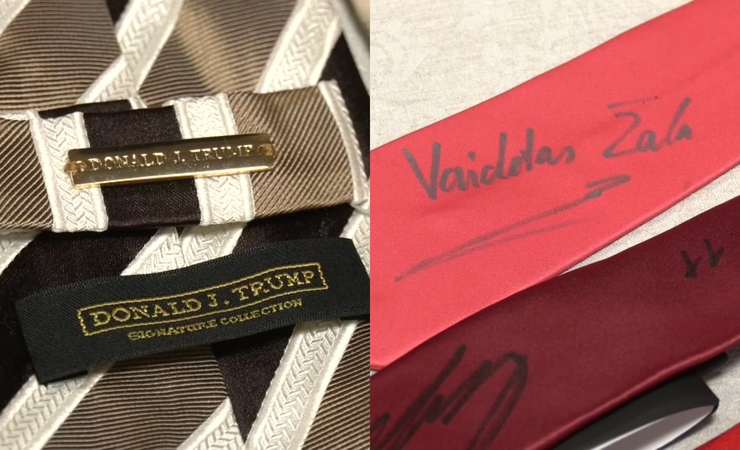 DONALD J. TRUMP
DONALD J. TRUMP
SIGNATURE COLLECTION
Vaidotas Žala